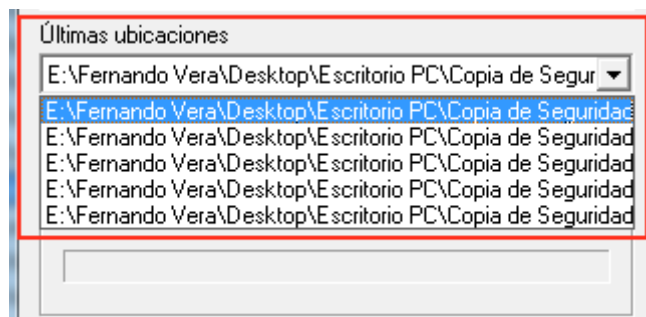 Últimas ubicaciones
E:\Fernando Vera\Desktop\Escritorio PC\Copia de Segur
E:\Fernando Vera\Desktop\Escritorio PC\Copia de Seguridad
E:\Fernando Vera\Desktop\Escritorio PC\Copia de Seguridad
E:\Fernando Vera\Desktop\Escritorio PC\Copia de Seguridad
E:\Fernando Vera\Desktop\Escritorio PC\Copia de Seguridad
E:\Fernando Vera\Desktop\Escritorio PC\Copia de Seguridad